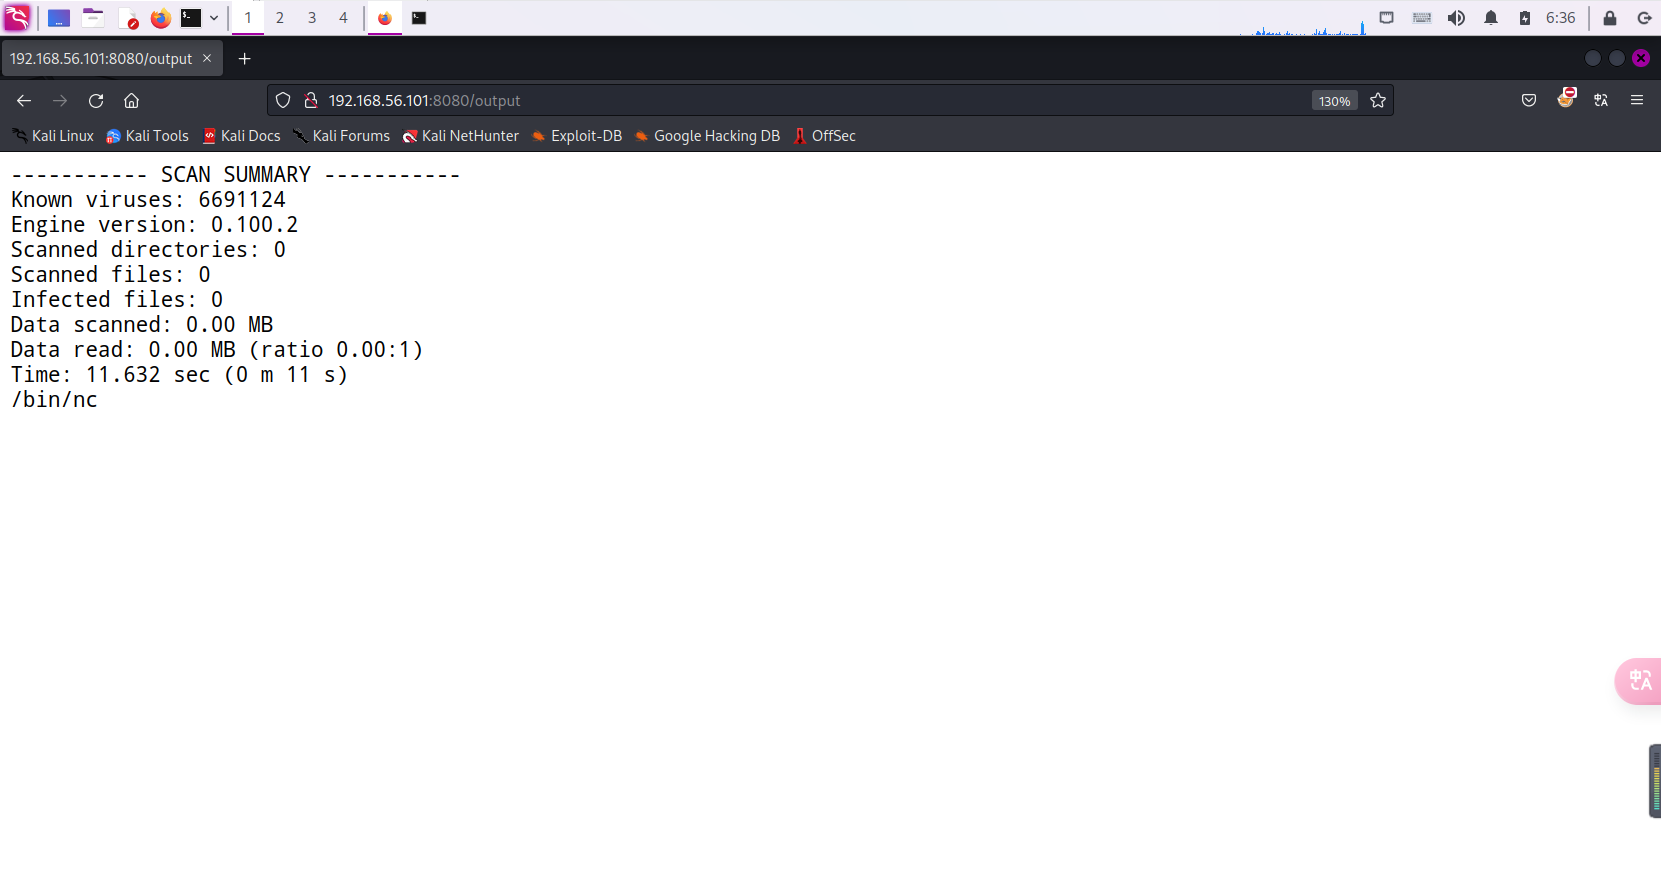 1 2 3 4 6:36
192.168.56.101:8080/output
192.168.56.101:8080/output 130%
Kali Linux Kali Tools Kali Docs Kali Forums Kali NetHunter Exploit-DB Google Hacking DB OffSec
----------- SCAN SUMMARY -----------
Known viruses: 6691124
Engine version: 0.100.2
Scanned directories: 0
Scanned files: 0
Infected files: 0
Data scanned: 0.00 MB
Data read: 0.00 MB (ratio 0.00:1)
Time: 11.632 sec (0 m 11 s)
/bin/nc
中A